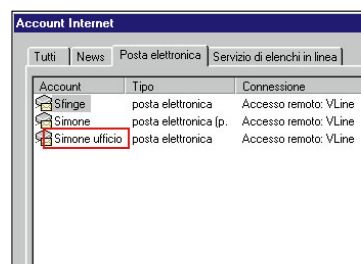 Account Internet
Tutti News Posta elettronica Servizio di elenchi in linea
Account Tipo Connessione
Sfinge posta elettronica Accesso remoto: VLine
Simone posta elettronica (p. Accesso remoto: VLine
Simone ufficio posta elettronica Accesso remoto: VLine